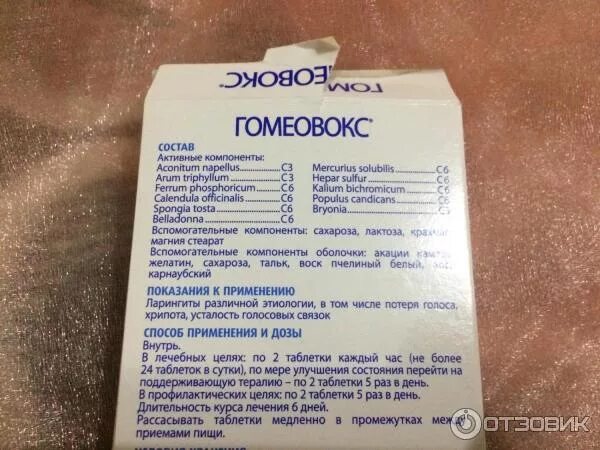 ГОМЕОВОКС®
ГОМЕОВОКС®
СОСТАВ
Активные компоненты:
Aconitum napellus..................C3
Arum triphyllum.....................C3
Ferrum phosphoricum............C6
Calendula officinalis................C6
Spongia tosta..........................C6
Belladonna..............................C6
Mercurius solubilis.................C6
Hepar sulfur...........................C6
Kalium bichromicum..............C6
Populus candicans..................C6
Bryonia...................................C3
Вспомогательные компоненты: сахароза, лактоза,
магния стеарат
Вспомогательные компоненты оболочки: акации
желатин, сахароза, тальк, воск пчелиный белый,
карнаубский
ПОКАЗАНИЯ К ПРИМЕНЕНИЮ
Ларингиты различной этиологии, в том числе потеря голоса,
хрипота, усталость голосовых связок
СПОСОБ ПРИМЕНЕНИЯ И ДОЗЫ
Внутрь.
В лечебных целях: по 2 таблетки каждый час (не более
24 таблеток в сутки), по мере улучшения состояния перейти на
поддерживающую терапию – по 2 таблетки 5 раз в день.
В профилактических целях: по 2 таблетки 5 раз в день.
Длительность курса лечения 6 дней.
Рассасывать таблетки медленно в промежутках между
приемами пищи.
УСЛОВИЯ ХРАНЕНИЯ
ОТЗОВИК